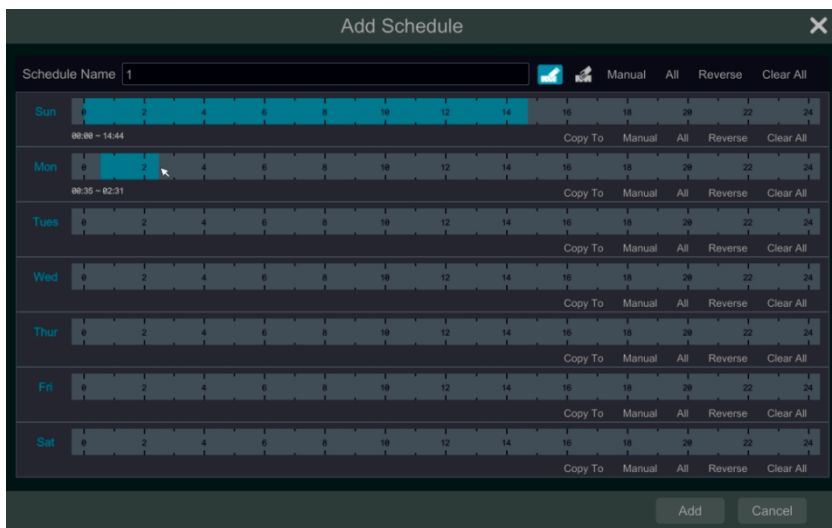 Add Schedule
Schedule Name 1 Manual All Reverse Clear All
Sun 0 2 4 6 8 10 12 14 16 18 20 22 24
00:00 ~ 14:44 Copy To Manual All Reverse Clear All
Mon 0 2 4 6 8 10 12 14 16 18 20 22 24
00:35 ~ 02:31 Copy To Manual All Reverse Clear All
Tues 0 2 4 6 8 10 12 14 16 18 20 22 24
Copy To Manual All Reverse Clear All
Wed 0 2 4 6 8 10 12 14 16 18 20 22 24
Copy To Manual All Reverse Clear All
Thur 0 2 4 6 8 10 12 14 16 18 20 22 24
Copy To Manual All Reverse Clear All
Fri 0 2 4 6 8 10 12 14 16 18 20 22 24
Copy To Manual All Reverse Clear All
Sat 0 2 4 6 8 10 12 14 16 18 20 22 24
Copy To Manual All Reverse Clear All
Add Cancel